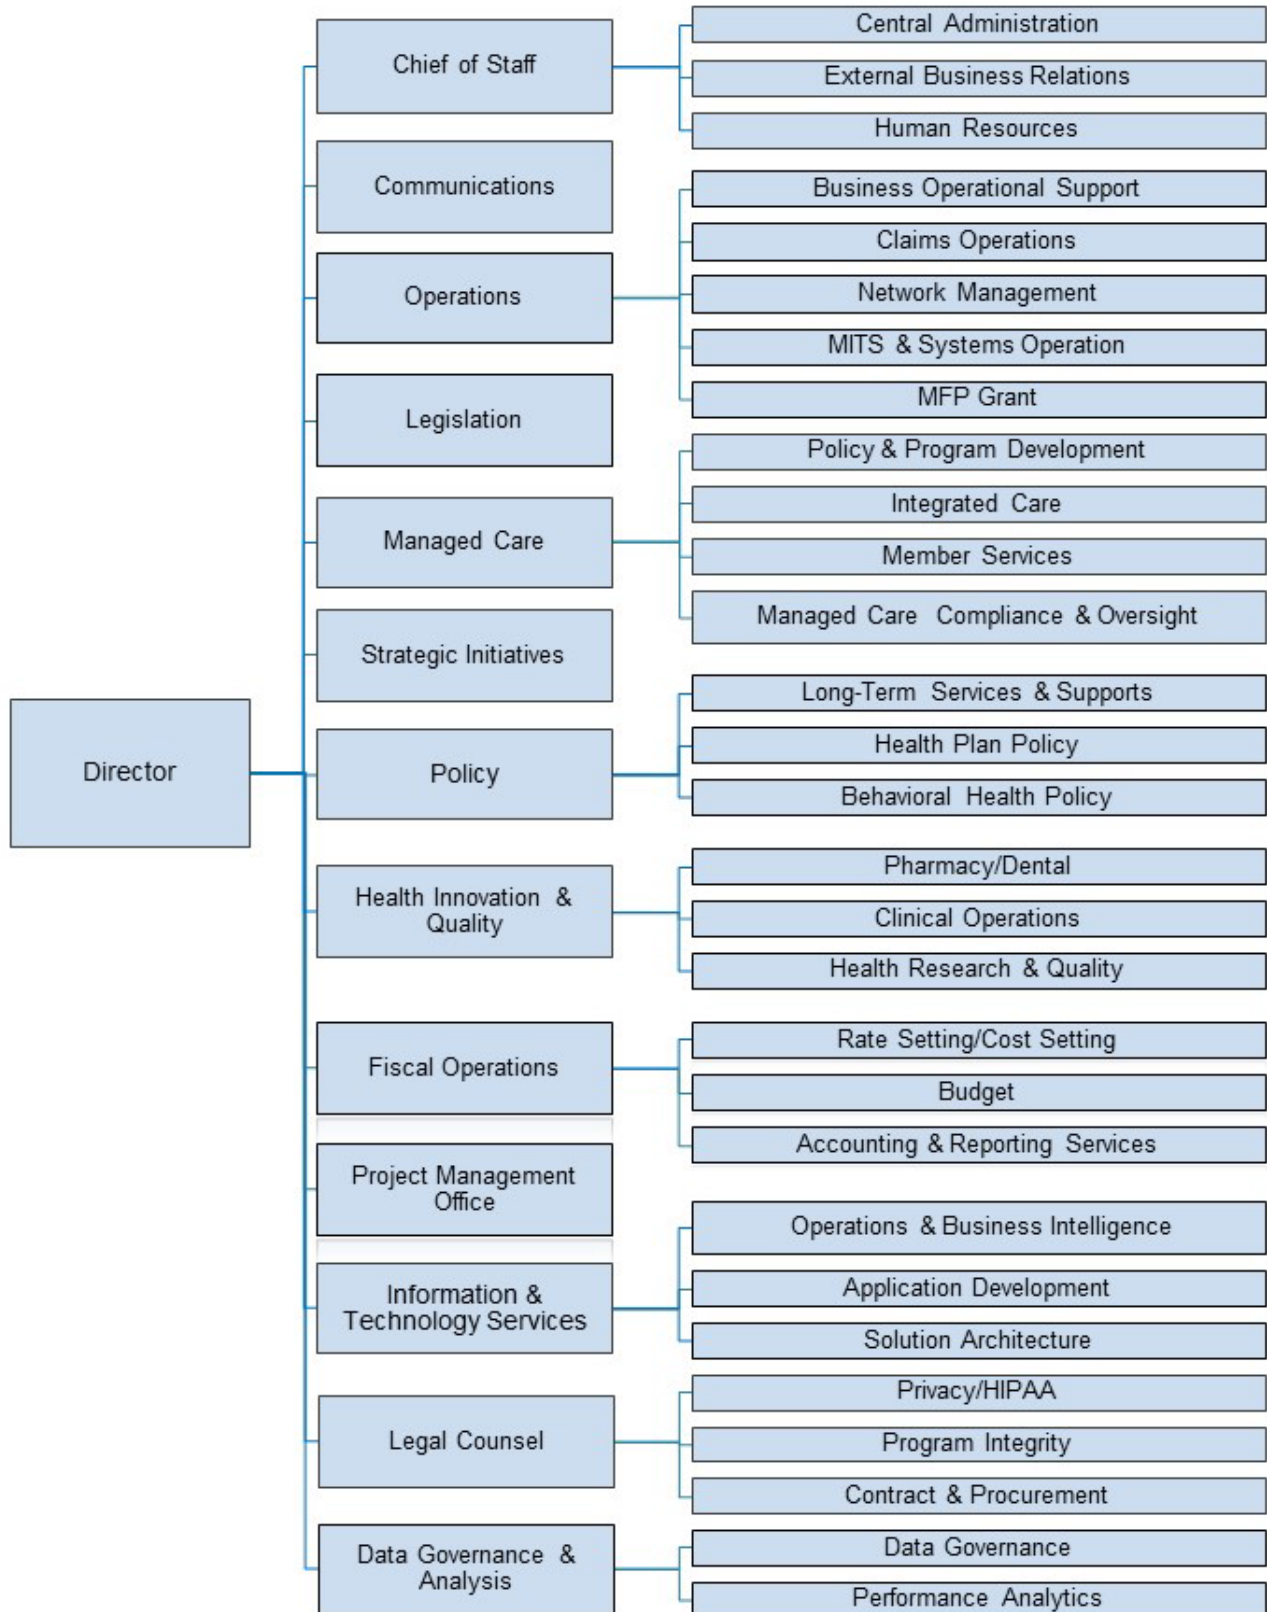 Director
Chief of Staff
Central Administration
External Business Relations
Human Resources
Communications
Operations
Business Operational Support
Claims Operations
Network Management
MITS & Systems Operation
MFP Grant
Legislation
Managed Care
Policy & Program Development
Integrated Care
Member Services
Managed Care Compliance & Oversight
Strategic Initiatives
Policy
Long-Term Services & Supports
Health Plan Policy
Behavioral Health Policy
Health Innovation &
Quality
Pharmacy/Dental
Clinical Operations
Health Research & Quality
Fiscal Operations
Rate Setting/Cost Setting
Budget
Accounting & Reporting Services
Project Management
Office
Information &
Technology Services
Operations & Business Intelligence
Application Development
Solution Architecture
Legal Counsel
Privacy/HIPAA
Program Integrity
Contract & Procurement
Data Governance &
Analysis
Data Governance
Performance Analytics